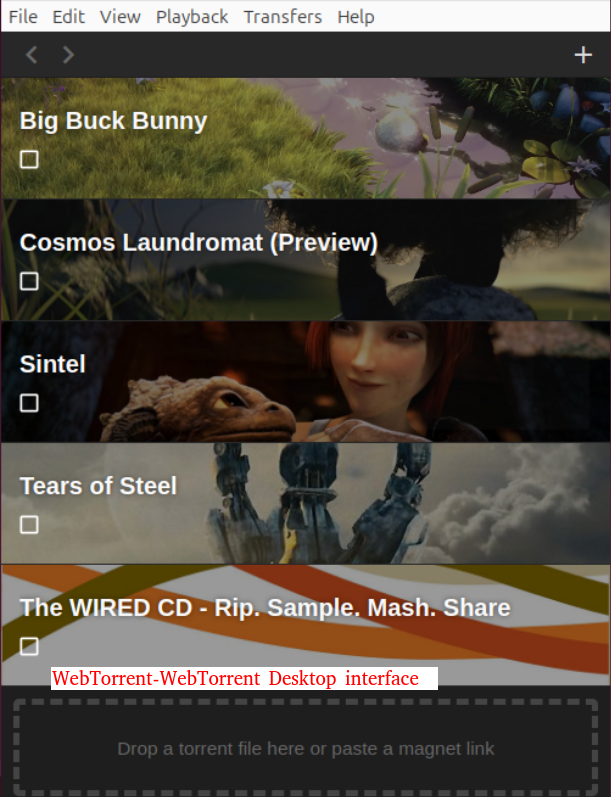 File Edit View Playback Transfers Help
Big Buck Bunny
Cosmos Laundromat (Preview)
Sintel
Tears of Steel
The WIRED CD - Rip. Sample. Mash. Share
WebTorrent-WebTorrent Desktop interface
Drop a torrent file here or paste a magnet link